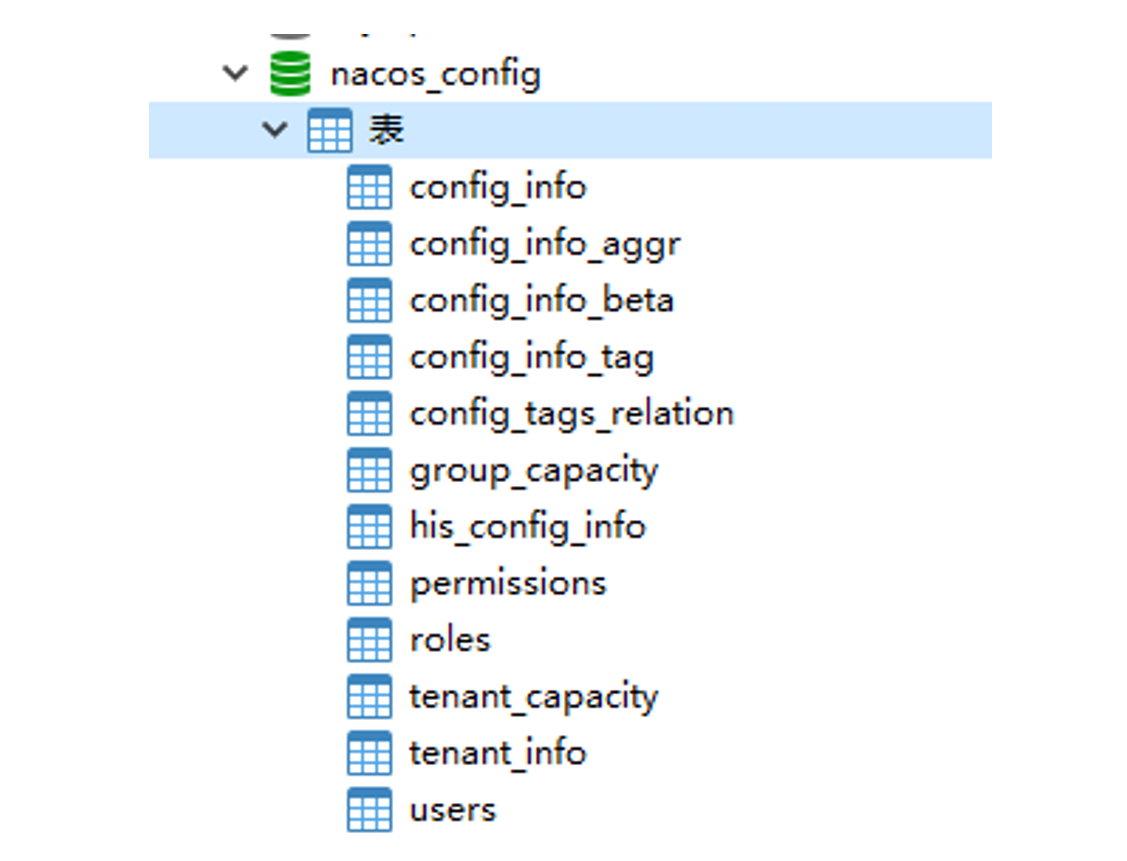 nacos_config
表
config_info
config_info_aggr
config_info_beta
config_info_tag
config_tags_relation
group_capacity
his_config_info
permissions
roles
tenant_capacity
tenant_info
users